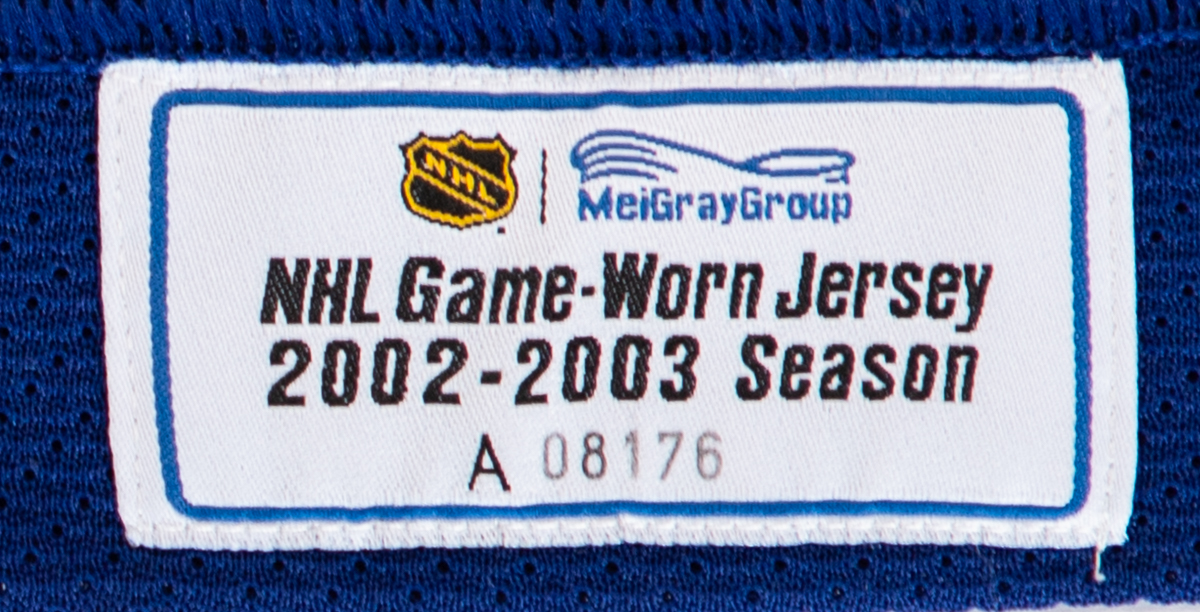 NHL MeiGrayGroup
NHL Game-Worn Jersey
2002-2003 Season
A 08176